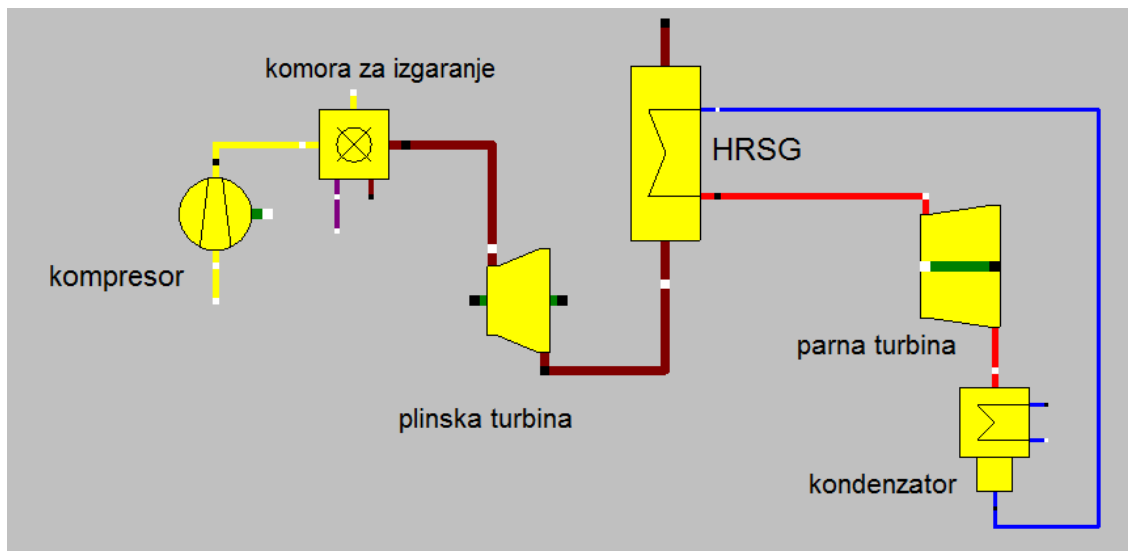 komora za izgaranje
HRSG
kompresor
parna turbina
plinska turbina
kondenzator